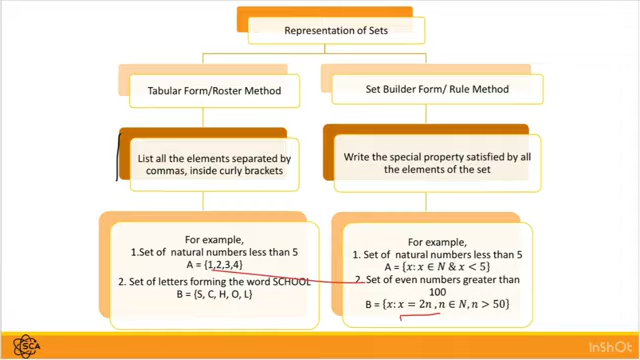 Representation of Sets
Tabular Form/Roster Method
Set Builder Form/ Rule Method
List all the elements separated by
commas, inside curly brackets
Write the special property satisfied by all
the elements of the set
For example,
1.Set of natural numbers less than 5
A = {1,2,3,4}
2. Set of letters forming the word SCHOOL
B = {S, C, H, O, L}
For example,
1. Set of natural numbers less than 5
A = {x: x ∈ N & x < 5}
2. Set of even numbers greater than
100
B = {x: x = 2n , n ∈ N, n > 50}
SCA
InShOt